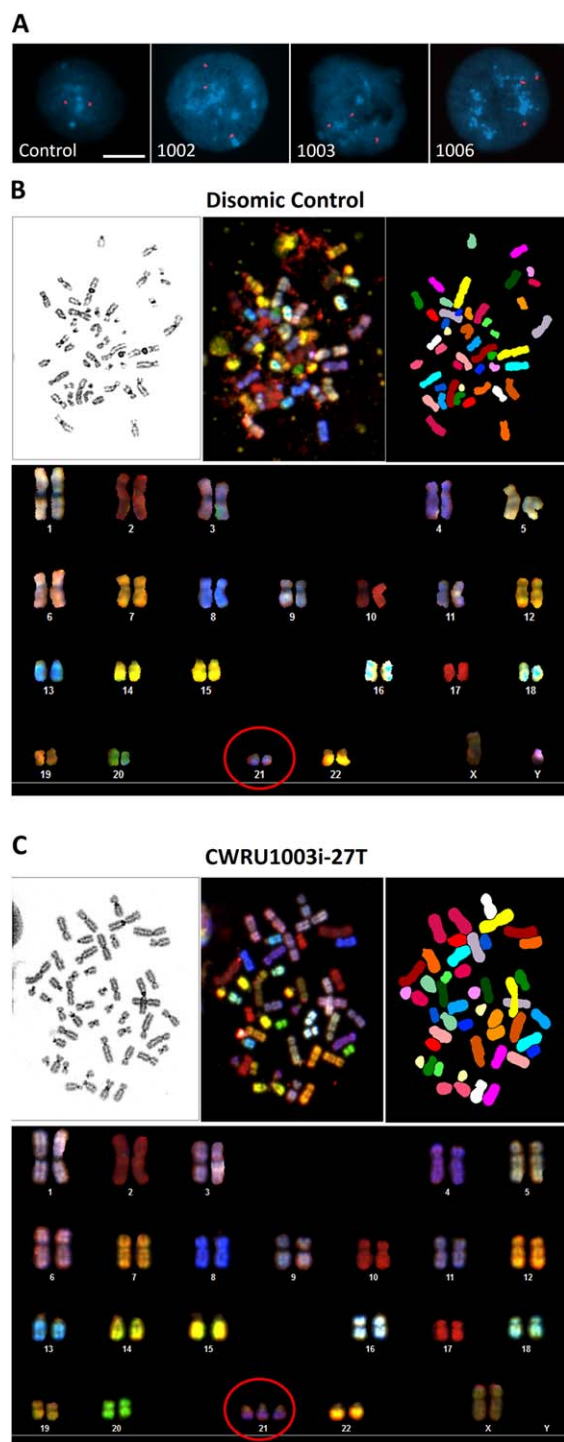 A
Control 1002 1003 1006
B
Disomic Control
1 2 3 4 5
6 7 8 9 10 11 12
13 14 15 16 17 18
19 20 21 22 X Y
C
CWRU1003i-27T
1 2 3 4 5
6 7 8 9 10 11 12
13 14 15 16 17 18
19 20 21 22 X Y